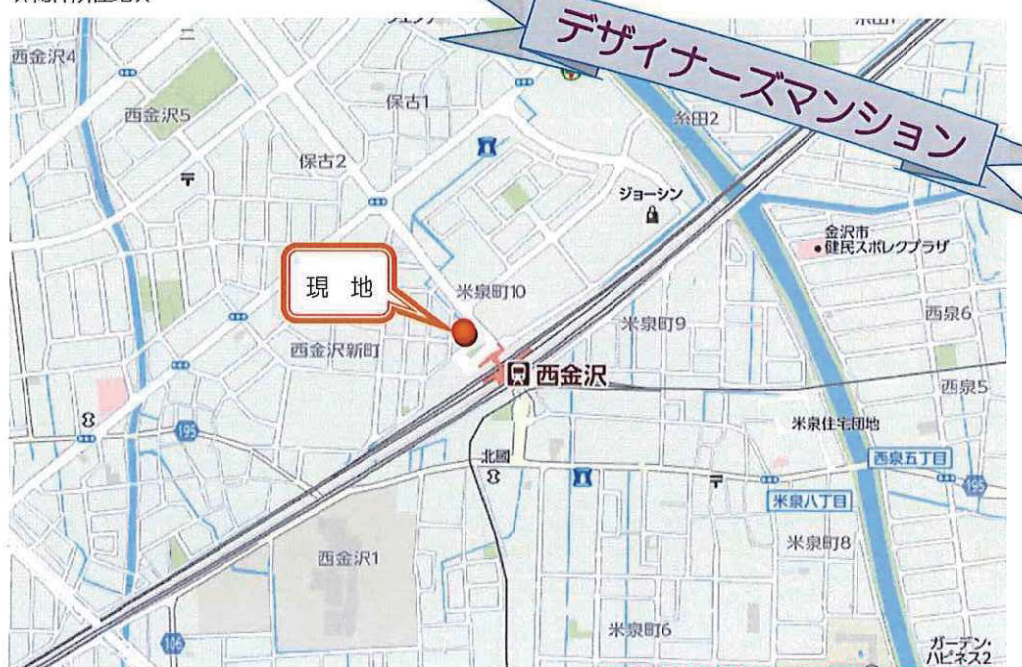 デザイナーズマンション
西金沢4
西金沢5
保古1
糸田2
保古2
ジョーシン
金沢市
健民スポレクプラザ
現 地
米泉町10
米泉町9
西泉6
西金沢新町
西金沢
西泉5
米泉住宅団地
195
北國
西泉五丁目
195
米泉八丁目
西金沢1
米泉町8
米泉町6
106
ガーデン・
ハピネス2